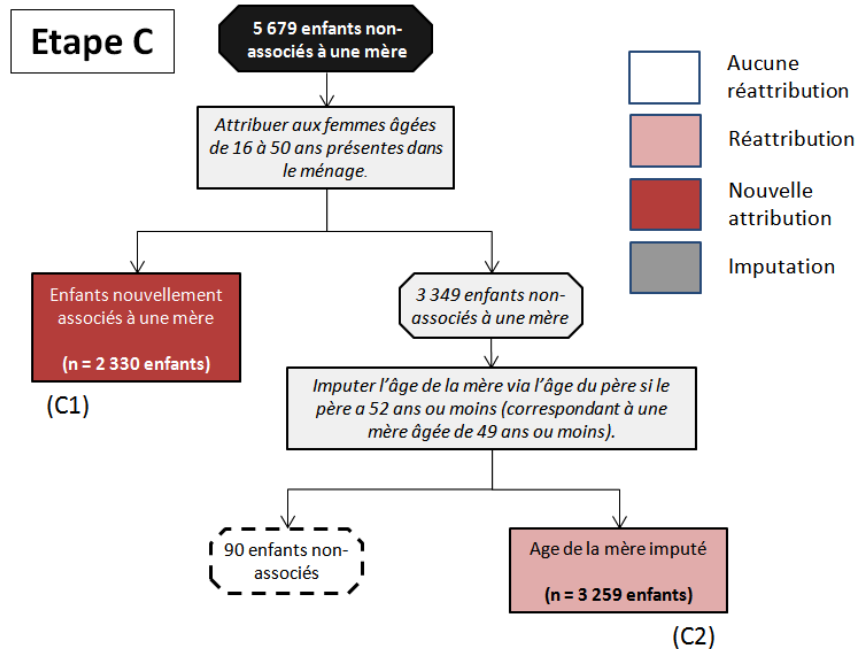 Etape C
5 679 enfants non-
associés à une mère
Aucune
réattribution
Réattribution
Nouvelle
attribution
Imputation
Attribuer aux femmes âgées
de 16 à 50 ans présentes dans
le ménage.
Enfants nouvellement
associés à une mère
(n = 2 330 enfants)
(C1)
3 349 enfants non-
associés à une mère
Imputer l'âge de la mère via l'âge du père si le
père a 52 ans ou moins (correspondant à une
mère âgée de 49 ans ou moins).
90 enfants non-
associés
Age de la mère imputé
(n = 3 259 enfants)
(C2)